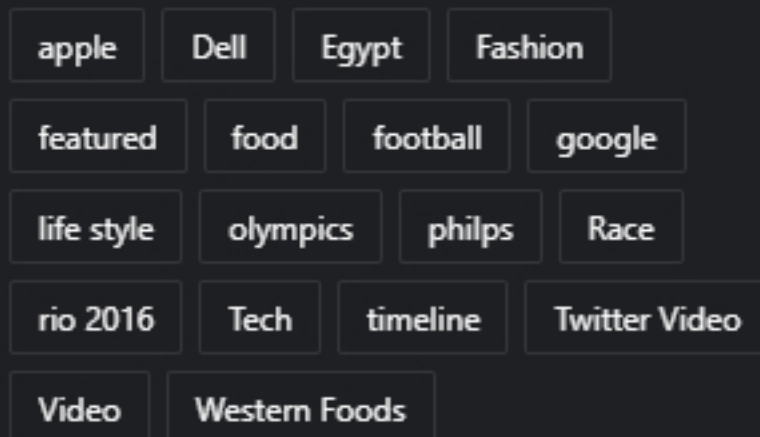 apple Dell Egypt Fashion
featured food football google
life style olympics philps Race
rio 2016 Tech timeline Twitter Video
Video Western Foods